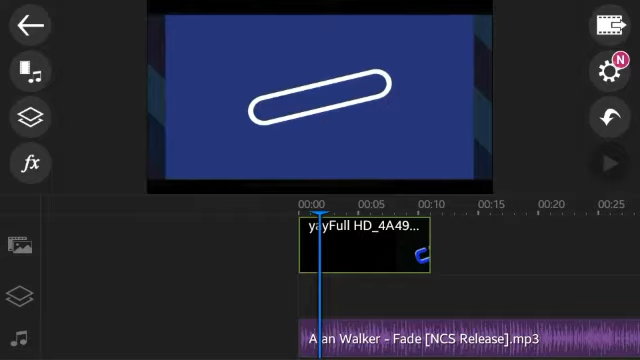 fx
N
00:00 00:05 00:10 00:15 00:20 00:25
yayFull HD_4A49...
Alan Walker - Fade [NCS Release].mp3